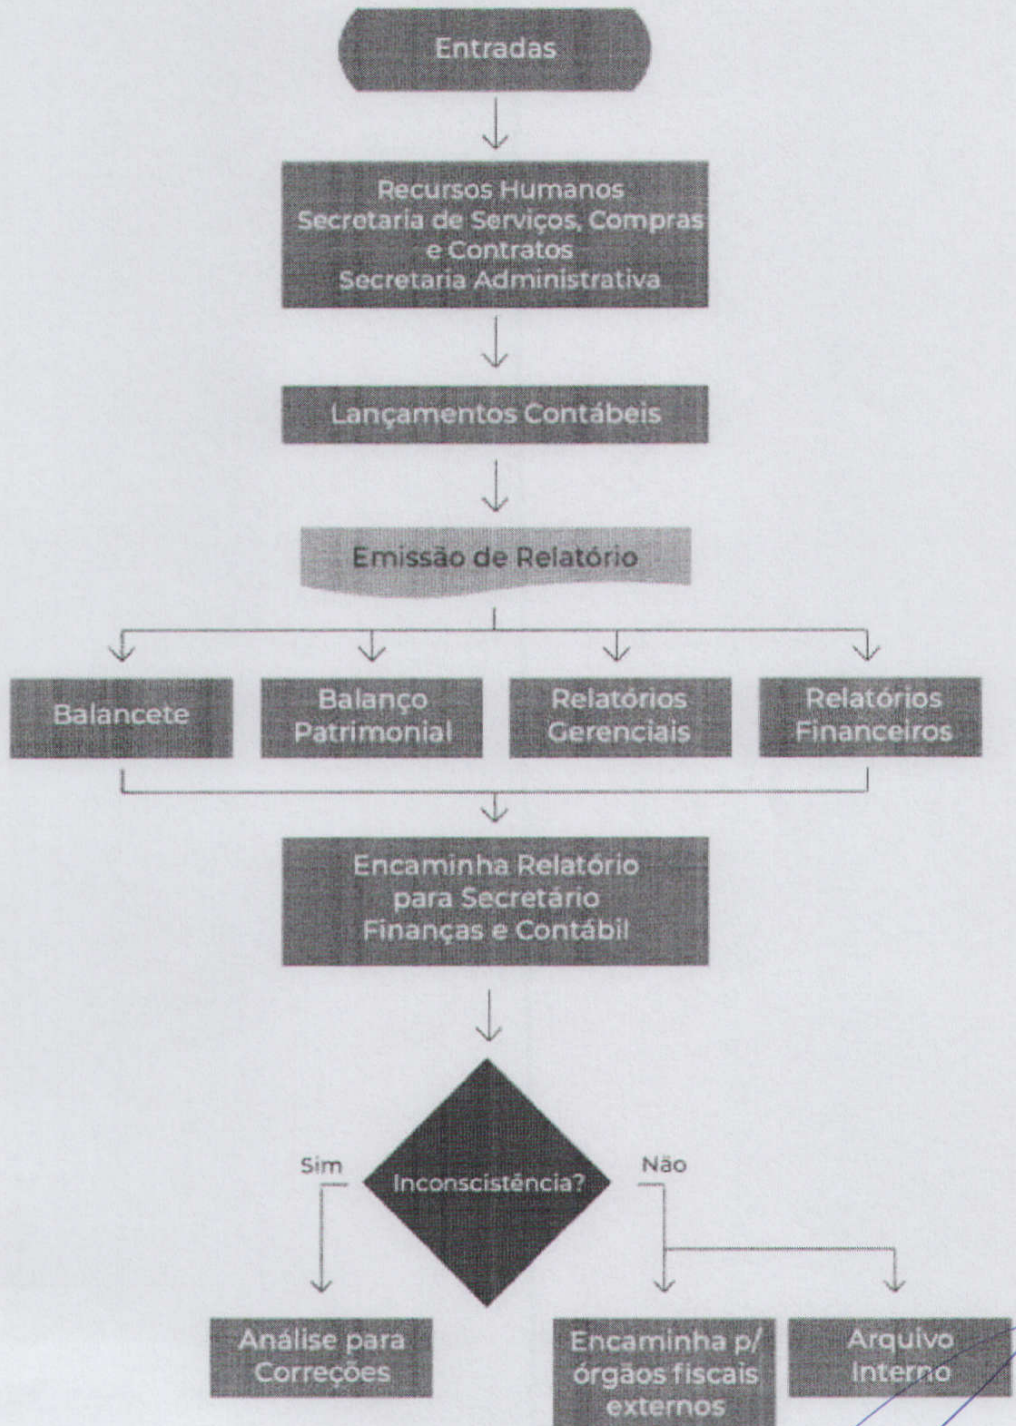 Entradas
Recursos Humanos
Secretaria de Serviços, Compras
e Contratos
Secretaria Administrativa
Lançamentos Contábeis
Emissão de Relatório
Balancete
Balanço
Patrimonial
Relatórios
Gerenciais
Relatórios
Financeiros
Encaminha Relatório
para Secretário
Finanças e Contábil
Inconscistência?
Sim
Não
Análise para
Correções
Encaminha p/
órgãos fiscais
externos
Arquivo
Interno